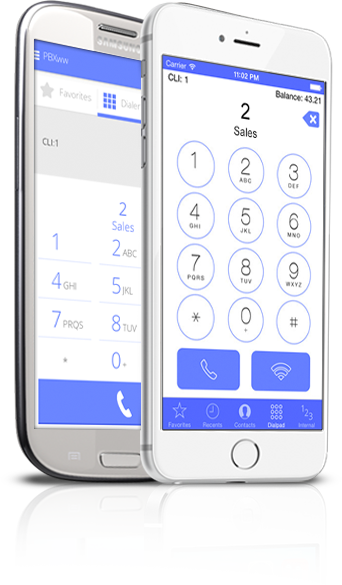 SAMSUNG
PBXww
Favorites
Dialer
CLI:1
2
Sales
1
2 ABC
4 GHI
5 JKL
7 PRQS
8 TUV
*
0 +
Carrier
11:02 PM
CLI: 1
Balance: 43.21
2
Sales
1
2
ABC
3
DEF
4
GHI
5
JKL
6
MNO
7
PQRS
8
TUV
9
WXYZ
*
0
+
#
Favorites
Recents
Contacts
Dialpad
123
Internal